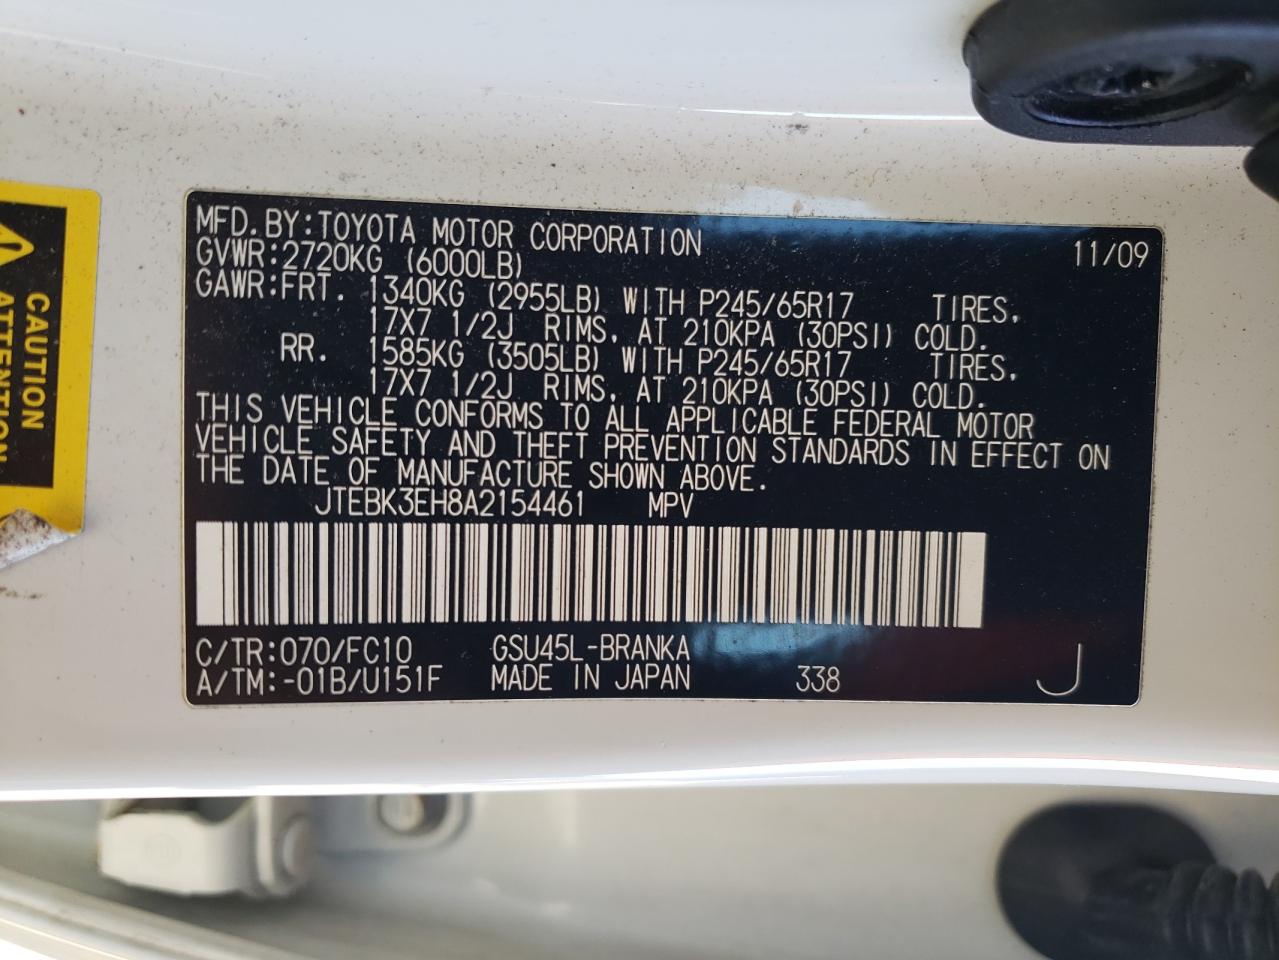 MFD.BY:TOYOTA MOTOR CORPORATION 11/09
GVWR:2720KG (6000LB)
GAWR:FRT. 1340KG (2955LB) WITH P245/65R17 TIRES,
17X7 1/2J RIMS, AT 210KPA (30PSI) COLD.
RR. 1585KG (3505LB) WITH P245/65R17 TIRES,
17X7 1/2J RIMS, AT 210KPA (30PSI) COLD.
THIS VEHICLE CONFORMS TO ALL APPLICABLE FEDERAL MOTOR
VEHICLE SAFETY AND THEFT PREVENTION STANDARDS IN EFFECT ON
THE DATE OF MANUFACTURE SHOWN ABOVE.
JTEBK3EH8A2154461 MPV
C/TR:070/FC10 GSU45L-BRANKA
A/TM:-01B/U151F MADE IN JAPAN 338 J
CAUTION
ATTENTION